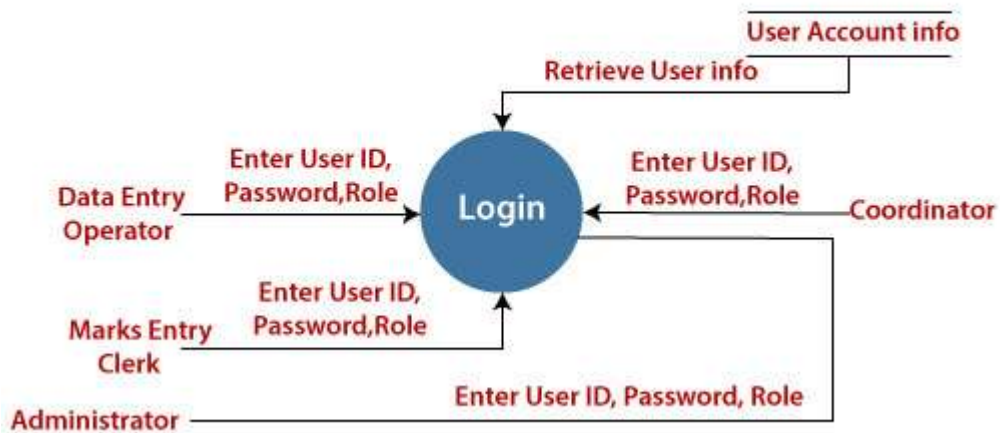 User Account info
Retrieve User info
Enter User ID,
Password,Role
Data Entry
Operator
Login
Enter User ID,
Password,Role
Coordinator
Enter User ID,
Password,Role
Marks Entry
Clerk
Enter User ID, Password, Role
Administrator